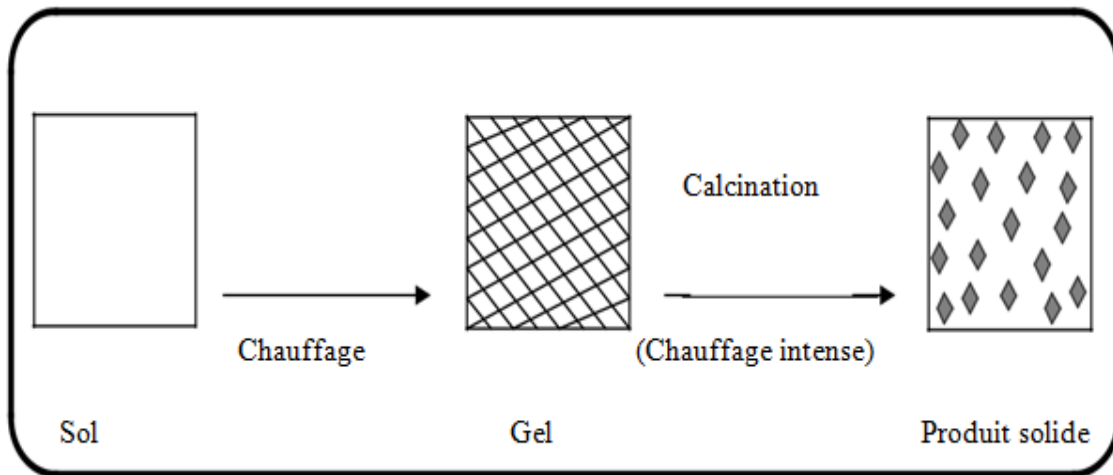 Calcination
Chauffage
(Chauffage intense)
Sol
Gel
Produit solide